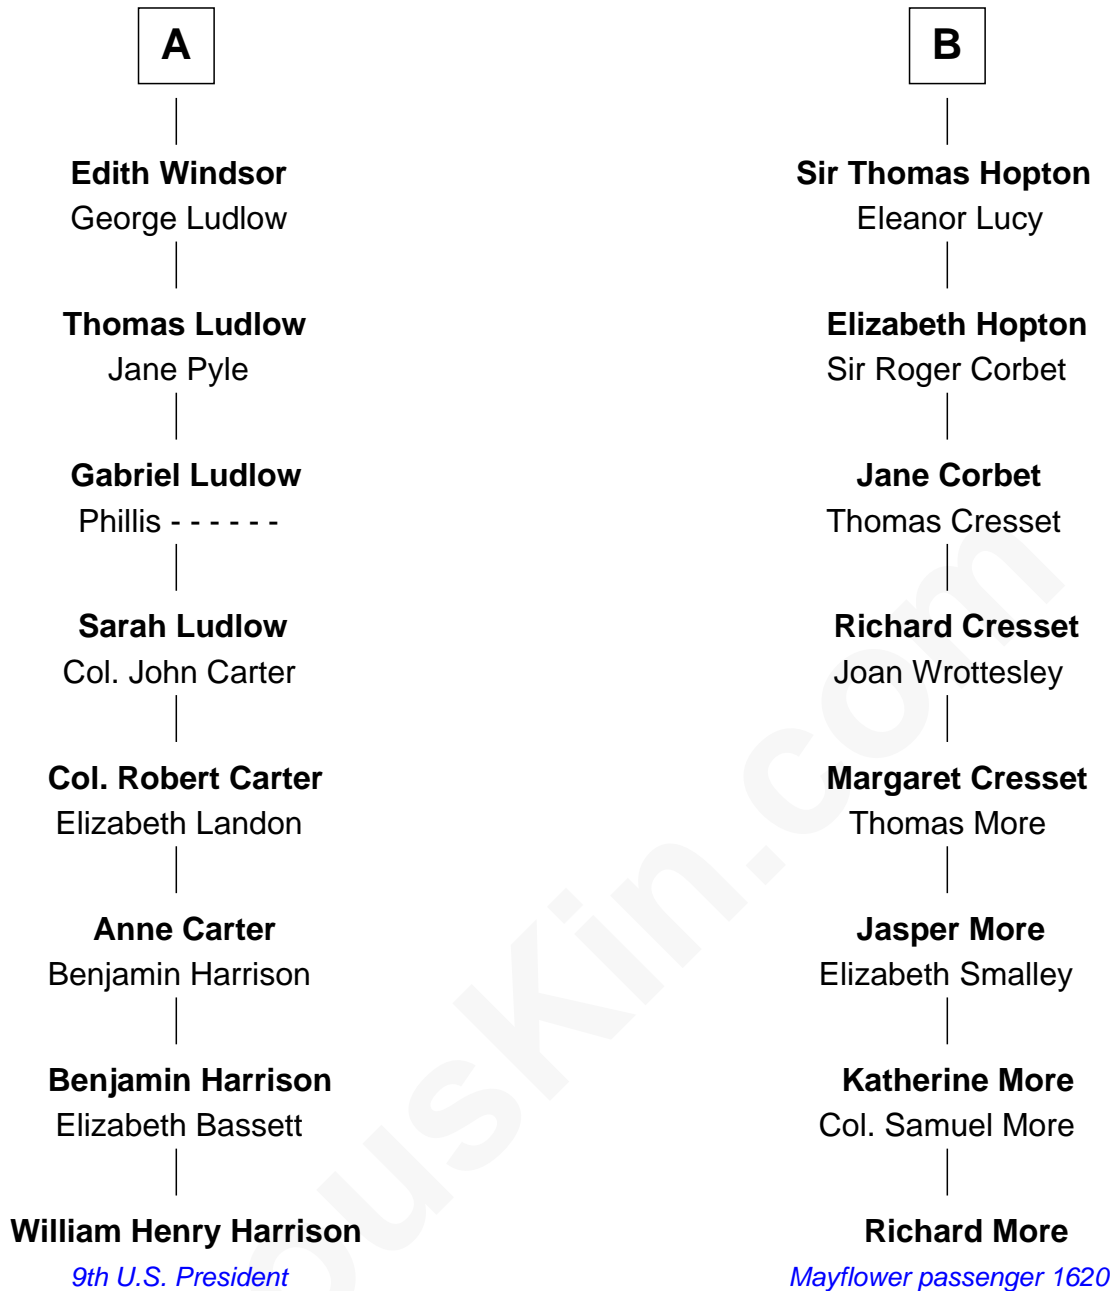 A
Edith Windsor
George Ludlow
Thomas Ludlow
Jane Pyle
Gabriel Ludlow
Phillis - - - - - -
Sarah Ludlow
Col. John Carter
Col. Robert Carter
Elizabeth Landon
Anne Carter
Benjamin Harrison
Benjamin Harrison
Elizabeth Bassett
William Henry Harrison
9th U.S. President
B
Sir Thomas Hopton
Eleanor Lucy
Elizabeth Hopton
Sir Roger Corbet
Jane Corbet
Thomas Cresset
Richard Cresset
Joan Wrottesley
Margaret Cresset
Thomas More
Jasper More
Elizabeth Smalley
Katherine More
Col. Samuel More
Richard More
Mayflower passenger 1620
ousKin.com